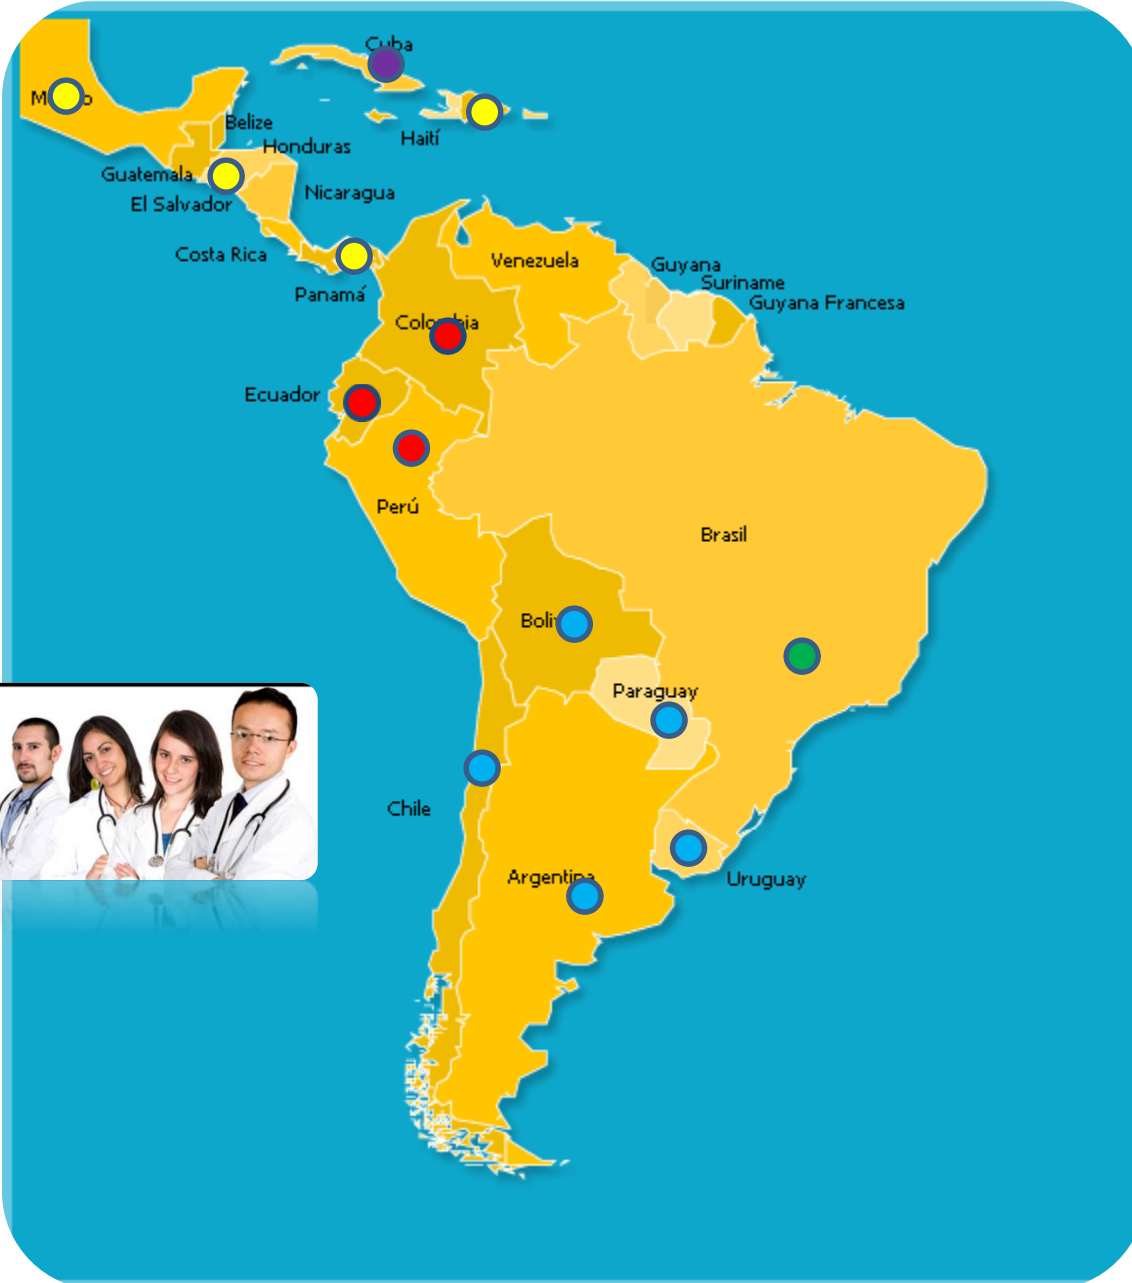 Cuba
Belize
Haití
Honduras
Guatemala
Nicaragua
El Salvador
Costa Rica
Venezuela
Guyana
Suriname
Panamá
Guyana Francesa
Ecuador
Perú
Brasil
Paraguay
Chile
Argentina
Uruguay